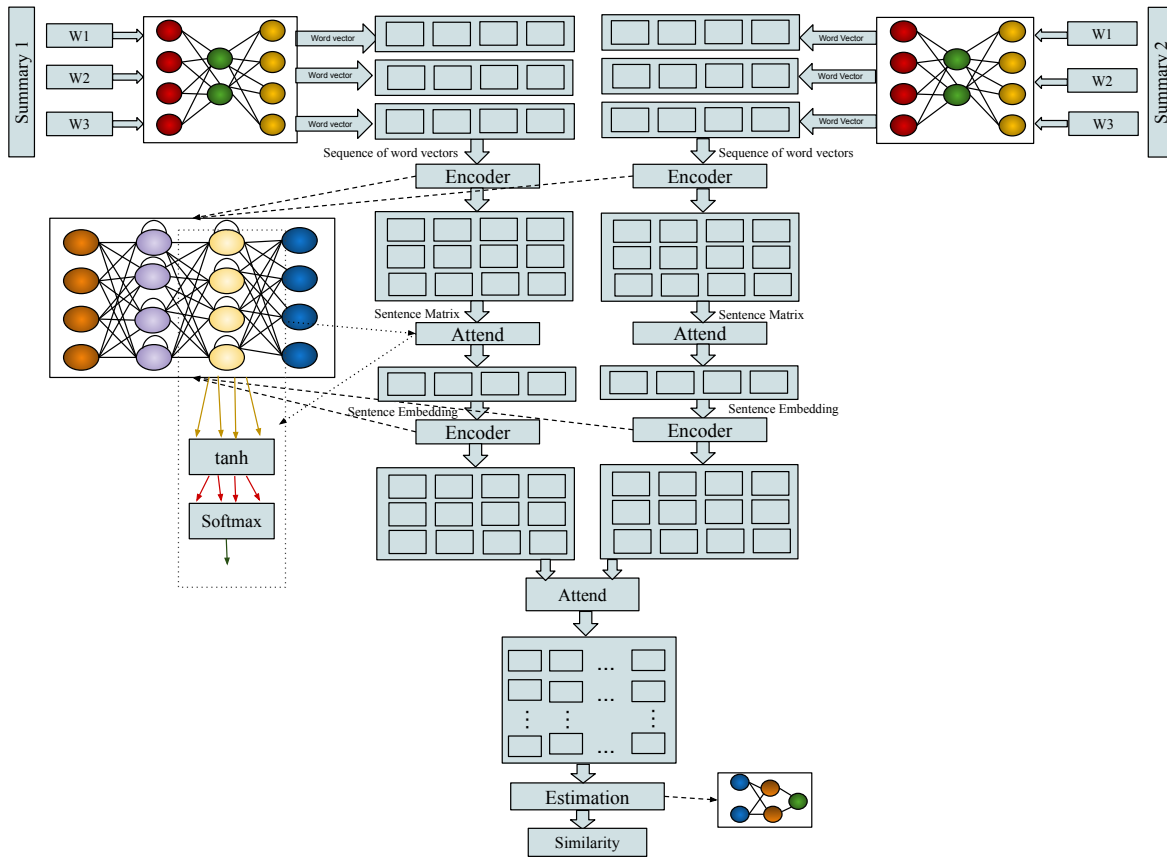 Summary 1
W1
W2
W3
Word vector
Word vector
Word vector
Word Vector
Word Vector
Word Vector
W1
W2
W3
Summary 2
Sequence of word vectors
Sequence of word vectors
Encoder
Encoder
Sentence Matrix
Sentence Matrix
Attend
Attend
Sentence Embedding
Sentence Embedding
Encoder
Encoder
tanh
Softmax
Attend
...
...
⋮ ⋮ ⋮
...
Estimation
Similarity